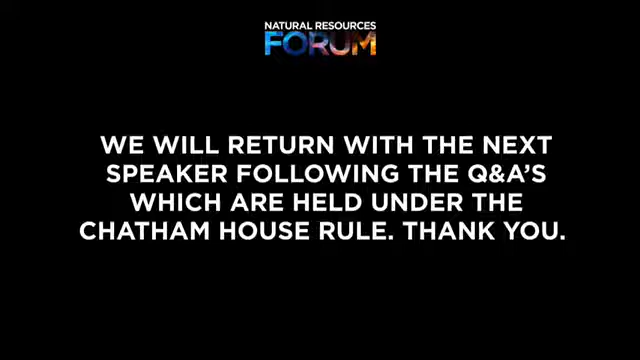 NATURAL RESOURCES
FORUM
WE WILL RETURN WITH THE NEXT
SPEAKER FOLLOWING THE Q&A'S
WHICH ARE HELD UNDER THE
CHATHAM HOUSE RULE. THANK YOU.